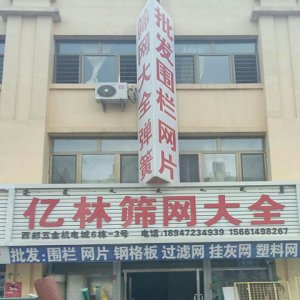 批发围栏网片
筛网大全弹簧
亿林筛网大全
西部五金机电城6栋-3号 电话:18947234939 15661498267
批发:围栏 网片 钢格板 过滤网 挂灰网 塑料网